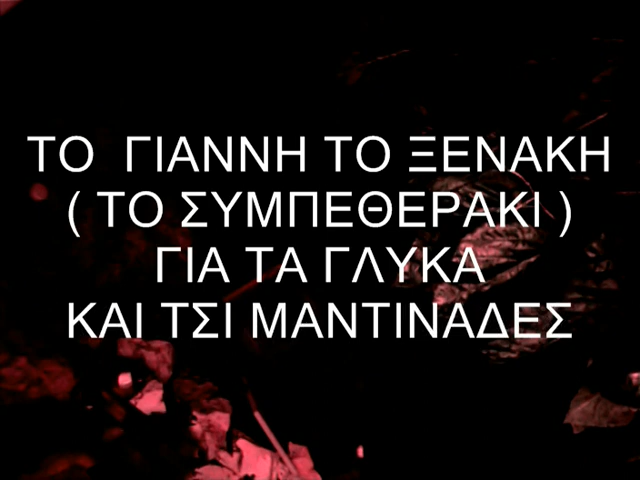 ΤΟ ΓΙΑΝΝΗ ΤΟ ΞΕΝΑΚΗ
( ΤΟ ΣΥΜΠΕΘΕΡΑΚΙ )
ΓΙΑ ΤΑ ΓΛΥΚΑ
ΚΑΙ ΤΣΙ ΜΑΝΤΙΝΑΔΕΣ